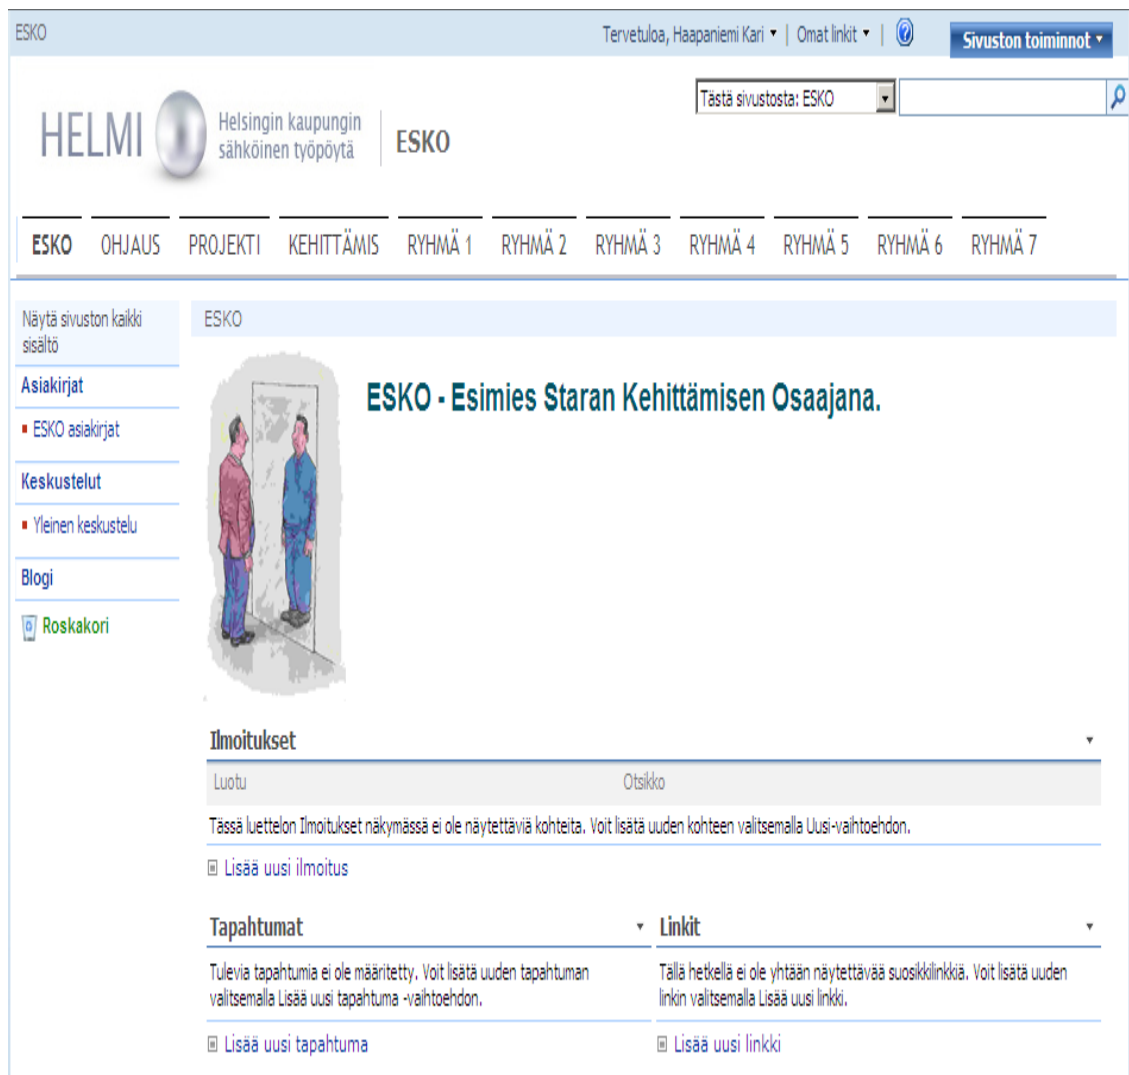 ESKO
Tervetuloa, Haapaniemi Kari | Omat linkit |
Sivuston toiminnot
Tästä sivustosta: ESKO
HELMI
Helsingin kaupungin
sähköinen työpöytä
ESKO
ESKO OHJAUS PROJEKTI KEHITTÄMIS RYHMÄ 1 RYHMÄ 2 RYHMÄ 3 RYHMÄ 4 RYHMÄ 5 RYHMÄ 6 RYHMÄ 7
Näytä sivuston kaikki
sisältö
Asiakirjat
ESKO asiakirjat
Keskustelut
Yleinen keskustelu
Blogi
Roskakori
ESKO
ESKO - Esimies Staran Kehittämisen Osaajana.
Ilmoitukset
Luotu Otsikko
Tässä luettelon Ilmoitukset näkymässä ei ole näytettäviä kohteita. Voit lisätä uuden kohteen valitsemalla Uusi-vaihtoehdon.
Lisää uusi ilmoitus
Tapahtumat
Tulevia tapahtumia ei ole määritetty. Voit lisätä uuden tapahtuman
valitsemalla Lisää uusi tapahtuma -vaihtoehdon.
Lisää uusi tapahtuma
Linkit
Tällä hetkellä ei ole yhtään näytettävää suosikkilinkkiä. Voit lisätä uuden
linkin valitsemalla Lisää uusi linkki.
Lisää uusi linkki